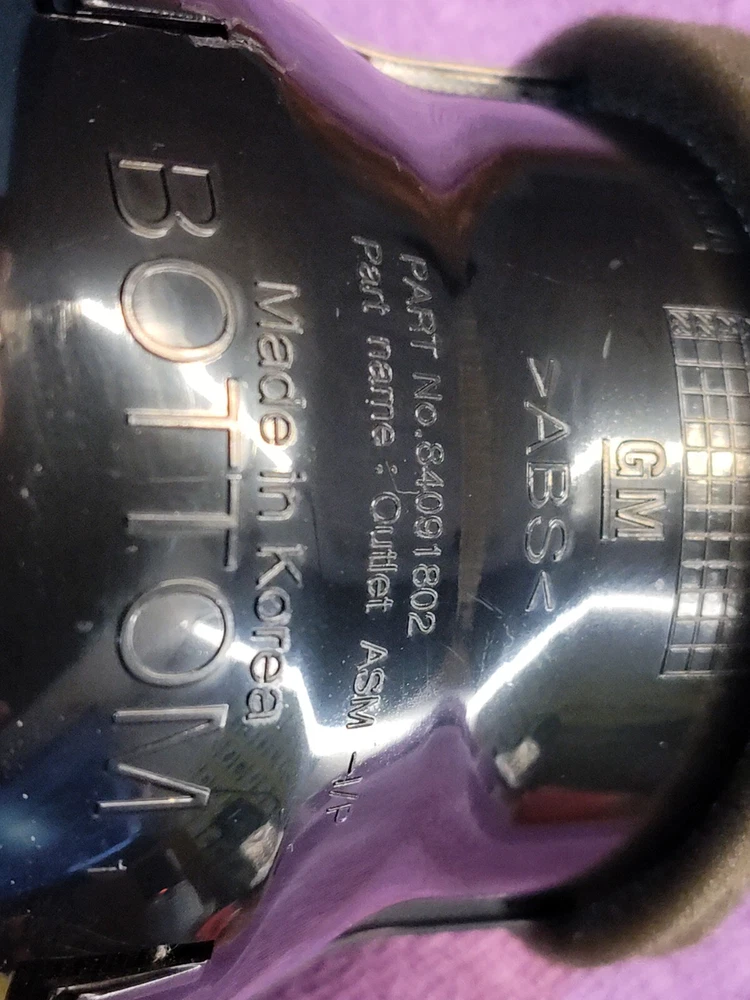 GM
>ABS<
PART No.84091802
Part name : Outlet ASM -I/P
Made in Korea
BOTTOM